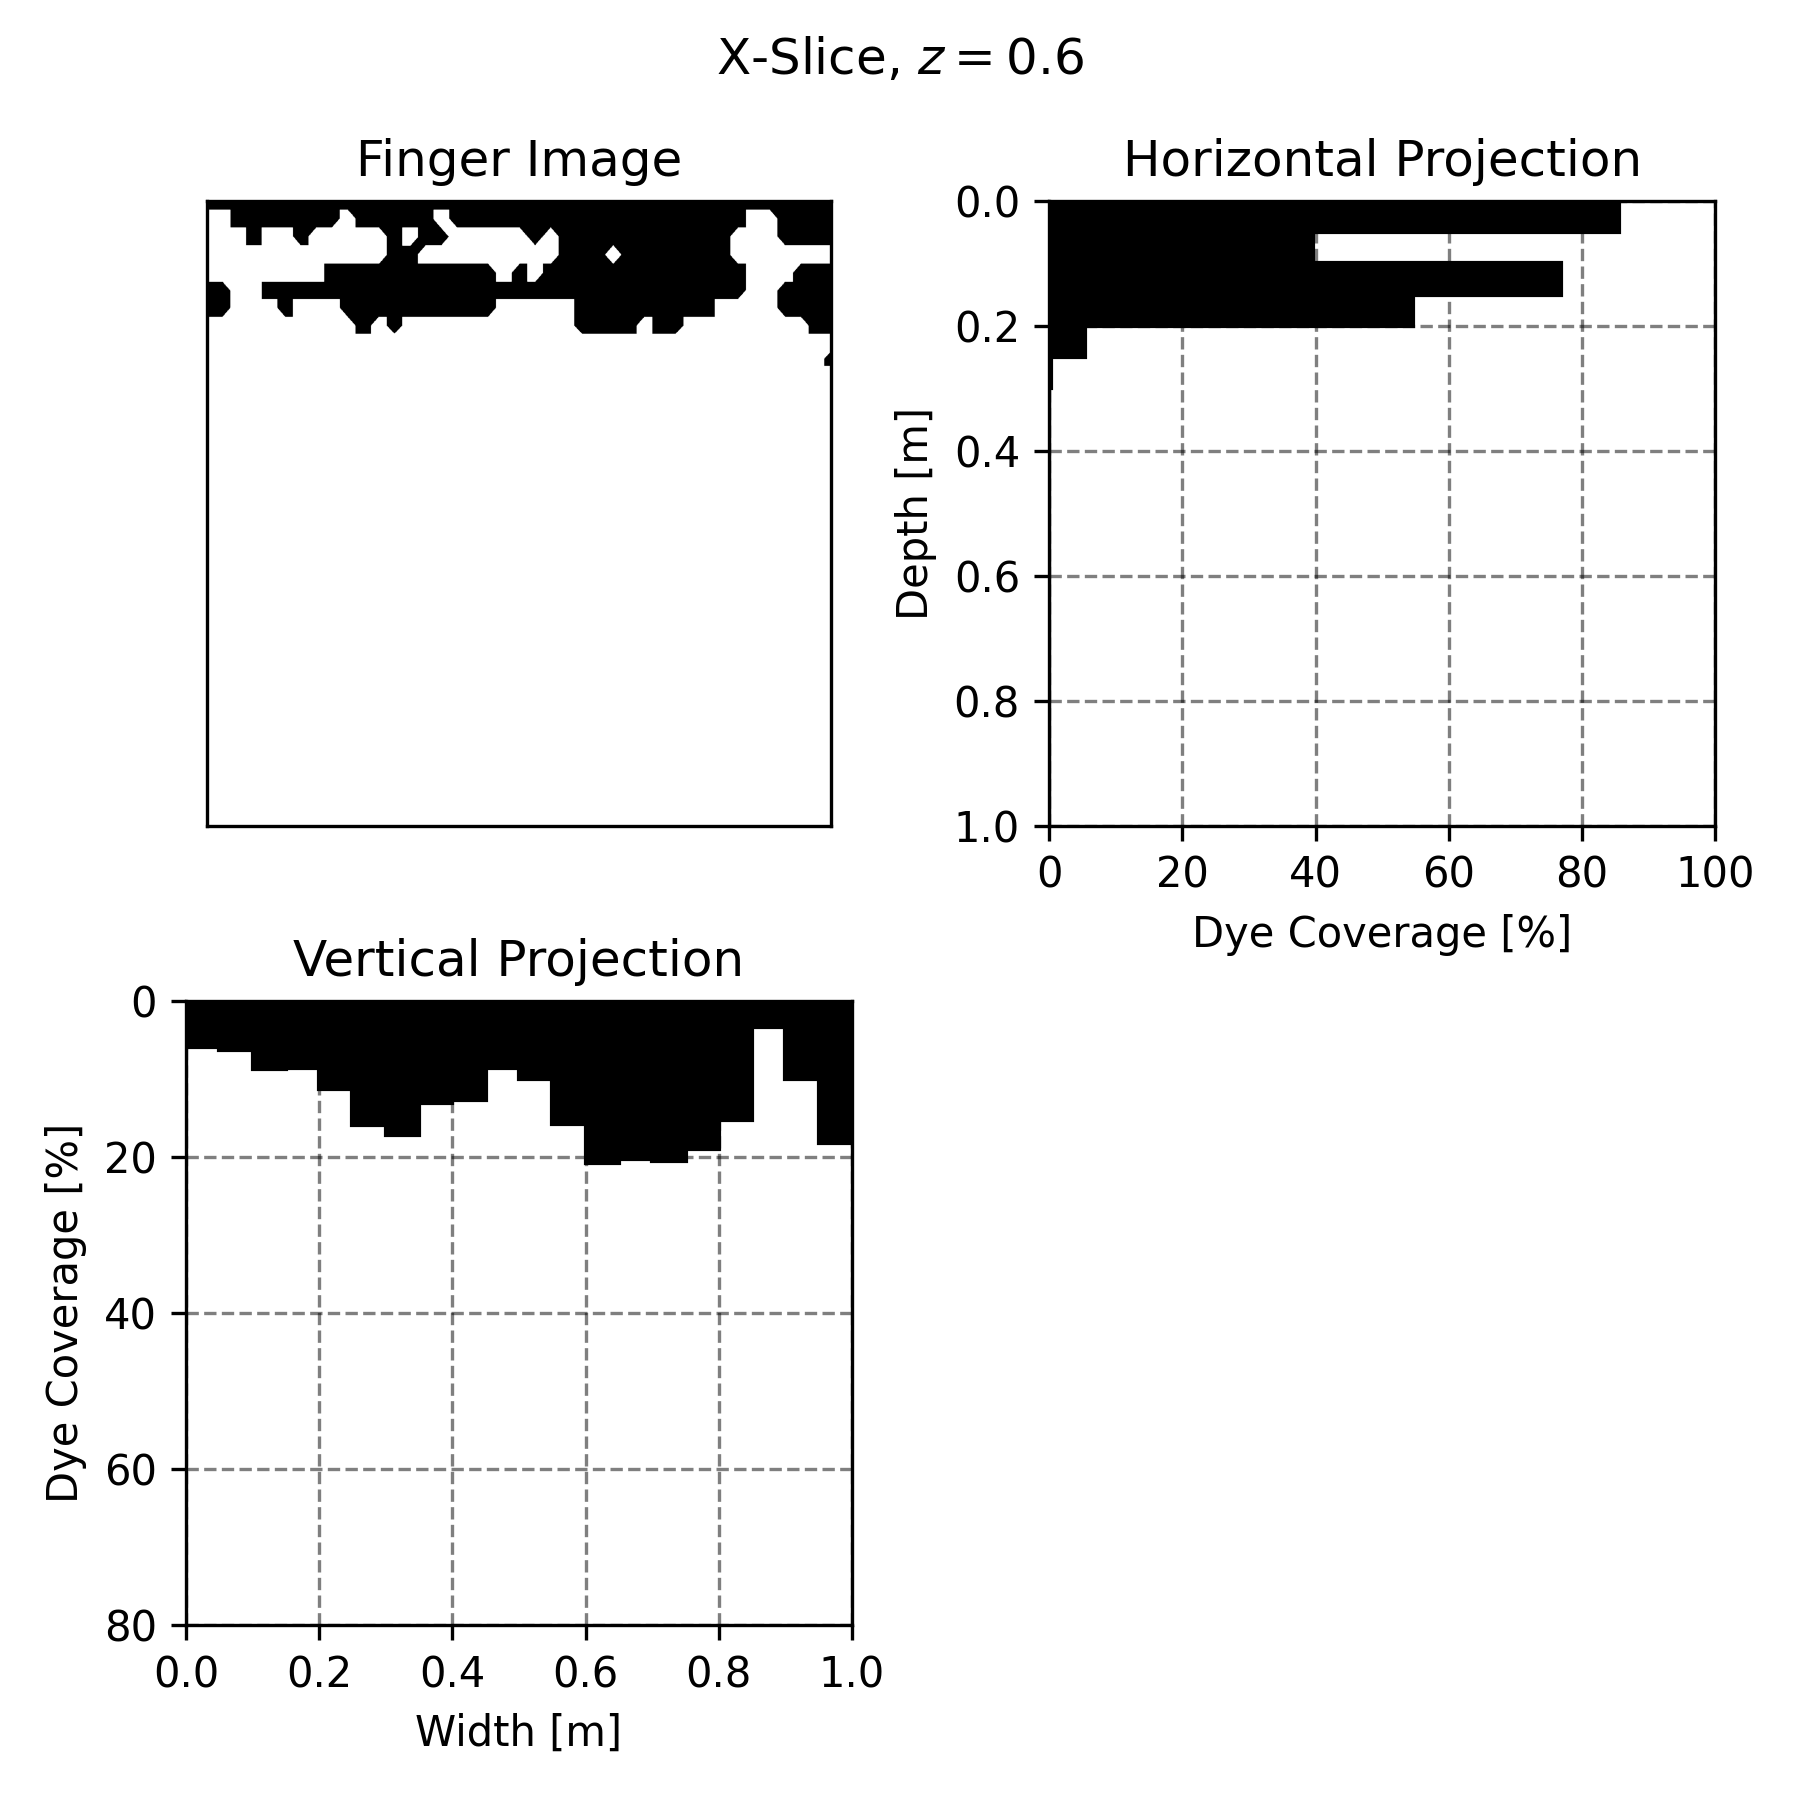 X-Slice, z = 0.6
Finger Image
Horizontal Projection
0.0
0.2
0.4
0.6
0.8
1.0
Depth [m]
0 20 40 60 80 100
Dye Coverage [%]
Vertical Projection
0
20
40
60
80
Dye Coverage [%]
0.0 0.2 0.4 0.6 0.8 1.0
Width [m]